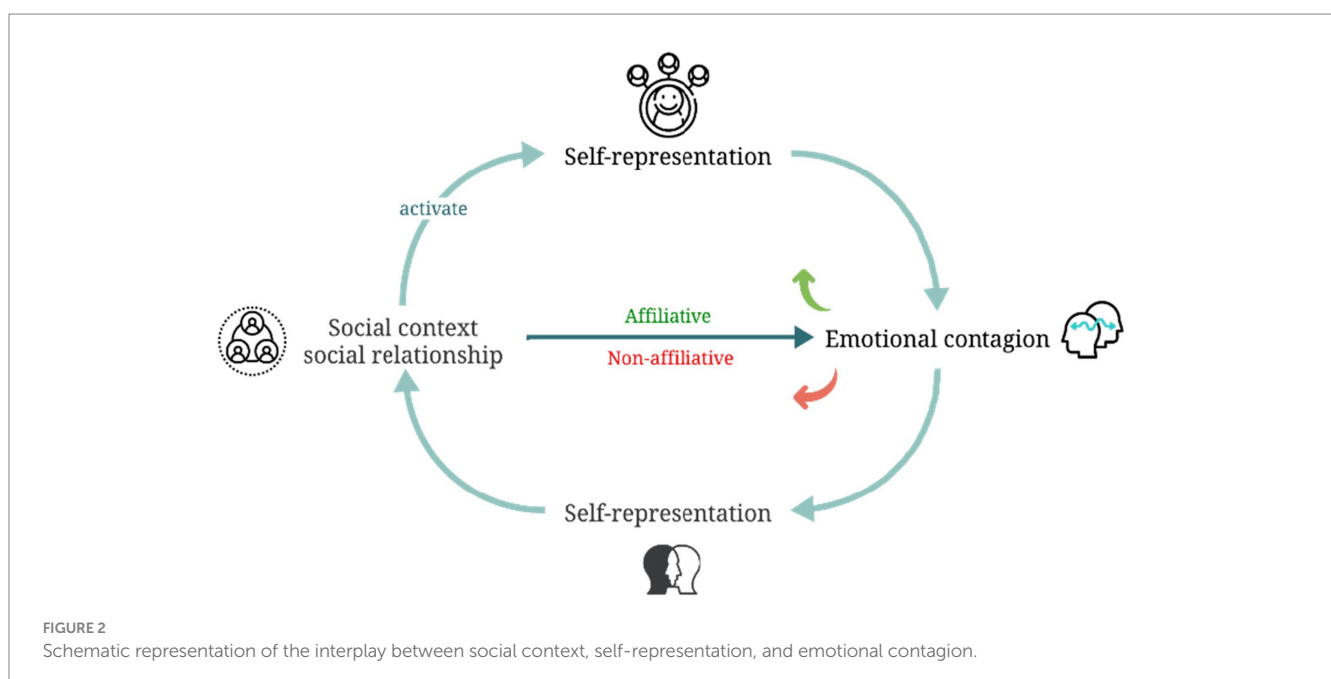 Self-representation
activate
Social context
social relationship
Affiliative
Non-affiliative
Emotional contagion
Self-representation
FIGURE 2
Schematic representation of the interplay between social context, self-representation, and emotional contagion.